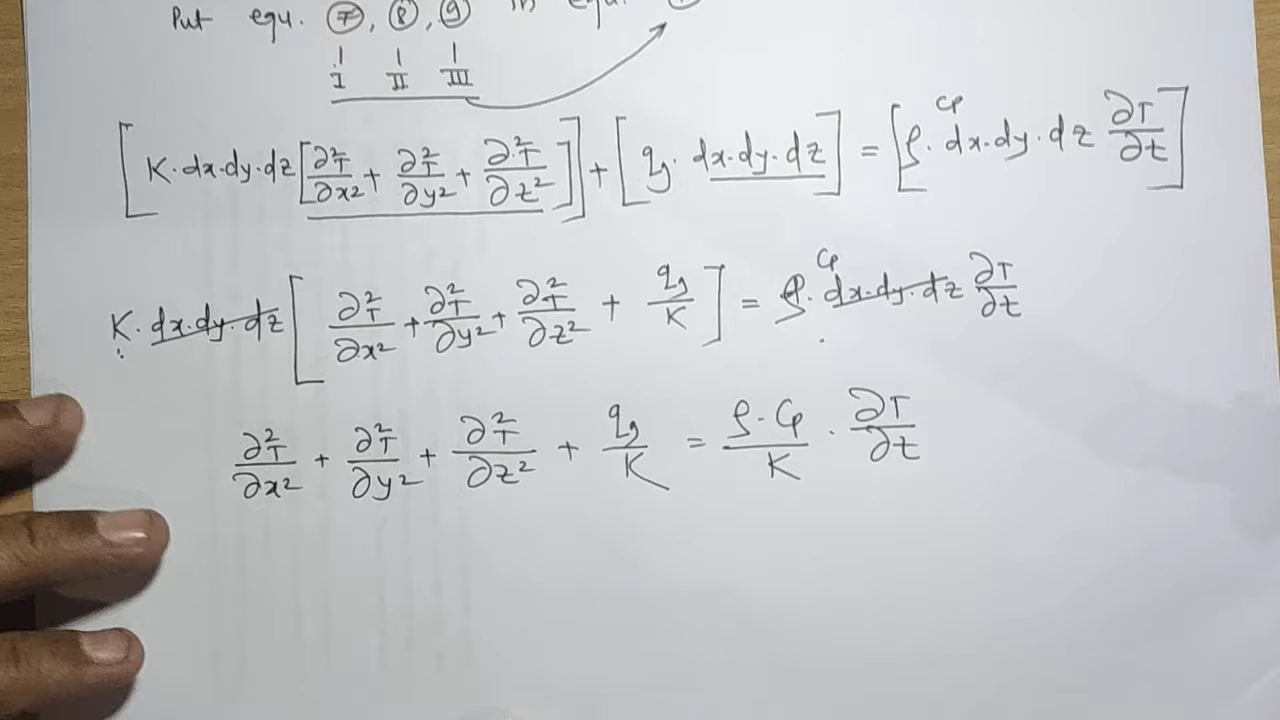 Put equ. ⑦, ⑧, ⑨ in equ.
I II III
[K·dx·dy·dz[∂²T/∂x² + ∂²T/∂y² + ∂²T/∂z²]] + [qg· dx·dy·dz] = [ρ· Cp dx·dy·dz ∂T/∂t]
K· dx·dy·dz [∂²T/∂x² + ∂²T/∂y² + ∂²T/∂z² + qg/K] = ρ· Cp dx·dy·dz ∂T/∂t
∂²T/∂x² + ∂²T/∂y² + ∂²T/∂z² + qg/K = ρ·Cp/K · ∂T/∂t